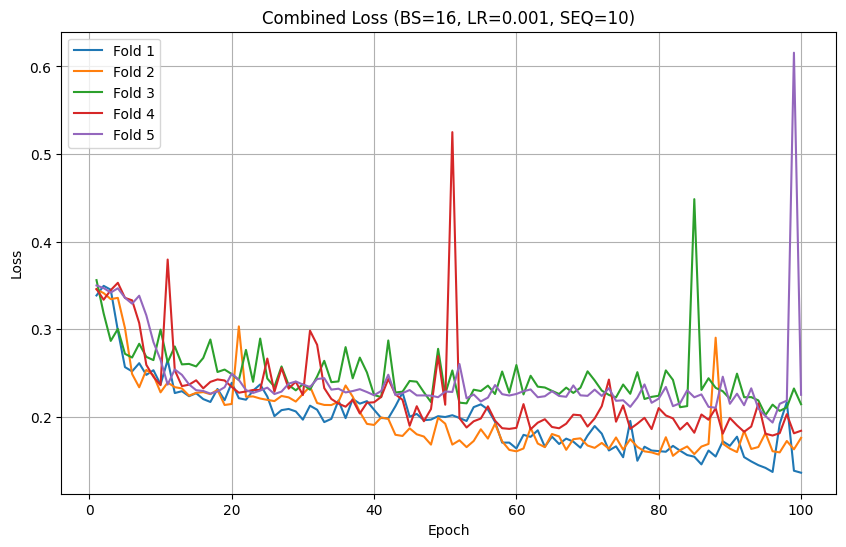 Combined Loss (BS=16, LR=0.001, SEQ=10)
Fold 1
Fold 2
Fold 3
Fold 4
Fold 5
0.6
0.5
0.4
0.3
0.2
Loss
0 20 40 60 80 100
Epoch